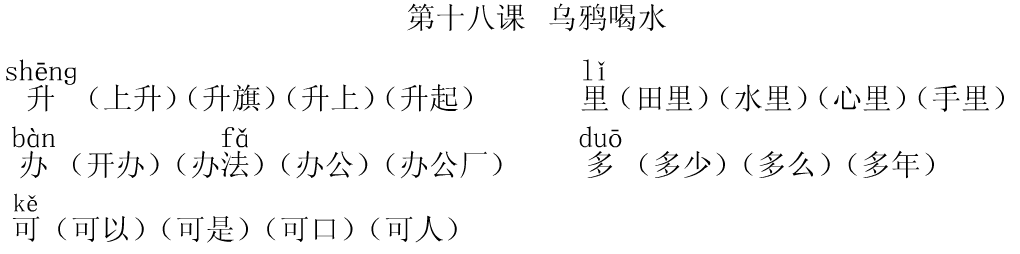 第十八课 乌鸦喝水
shēng lǐ
升（上升）（升旗）（升上）（升起） 里（田里）（水里）（心里）（手里）
bàn fǎ duō
办（开办）（办法）（办公）（办公厂） 多（多少）（多么）（多年）
kě
可（可以）（可是）（可口）（可人）